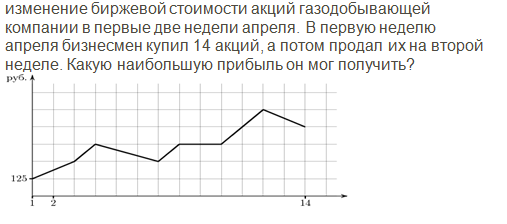 изменение биржевой стоимости акций газодобывающей
компании в первые две недели апреля. В первую неделю
апреля бизнесмен купил 14 акций, а потом продал их на второй
неделе. Какую наибольшую прибыль он мог получить?
руб.
125
1 2 14